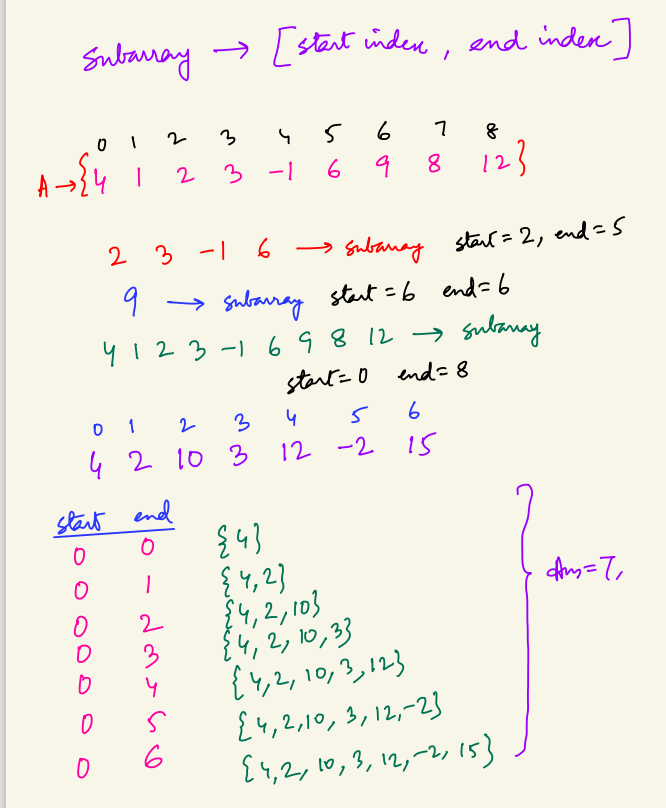 Subarray → [start index, end index]
0 1 2 3 4 5 6 7 8
A → {4 1 2 3 -1 6 9 8 12}
2 3 -1 6 → subarray start = 2, end = 5
9 → subarray start = 6 end = 6
4 1 2 3 -1 6 9 8 12 → subarray
start = 0 end = 8
0 1 2 3 4 5 6
4 2 10 3 12 -2 15
start end
0 0 {4}
0 1 {4,2}
0 2 {4,2,10}
0 3 {4, 2, 10, 3}
0 4 {4,2, 10, 3, 12}
0 5 {4,2,10, 3, 12,-2}
0 6 {4,2, 10, 3, 12,-2, 15}
Ans = 7,